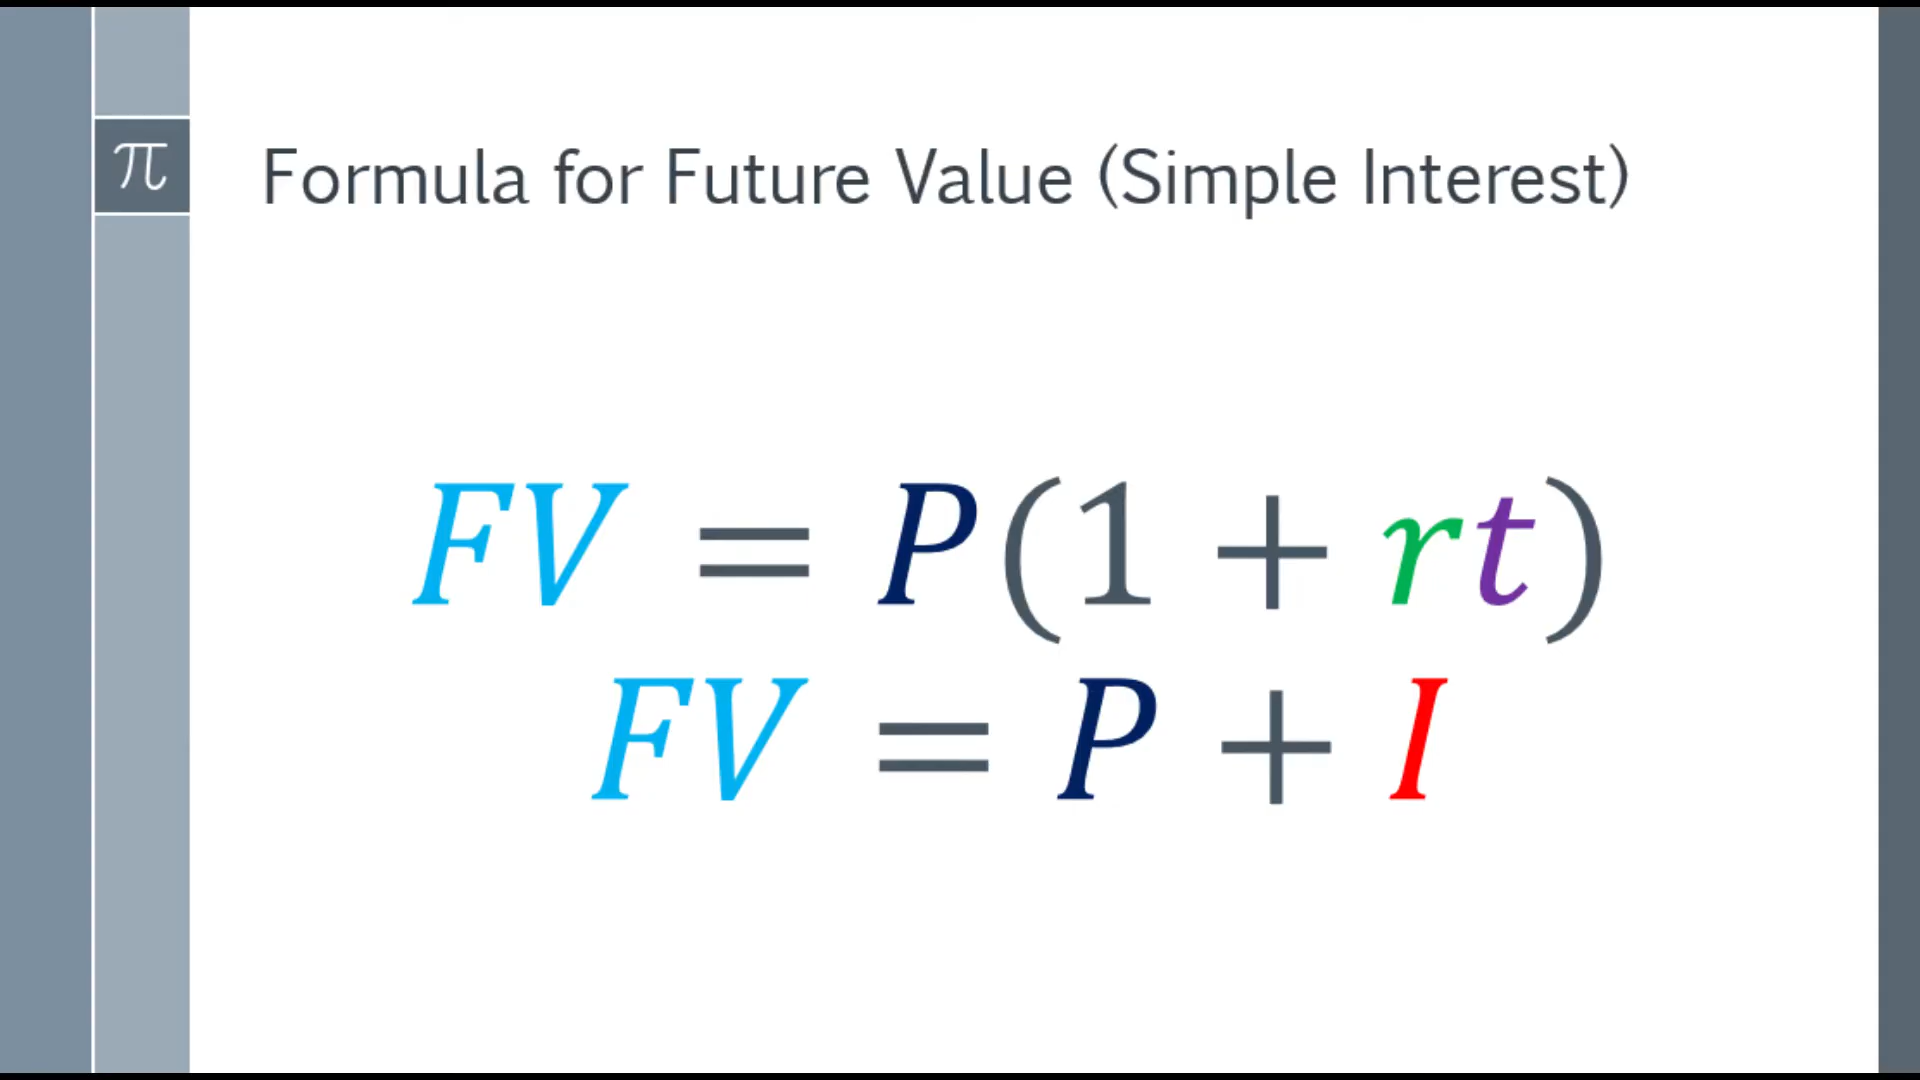 π
Formula for Future Value (Simple Interest)
FV = P(1 + rt)
FV = P + I